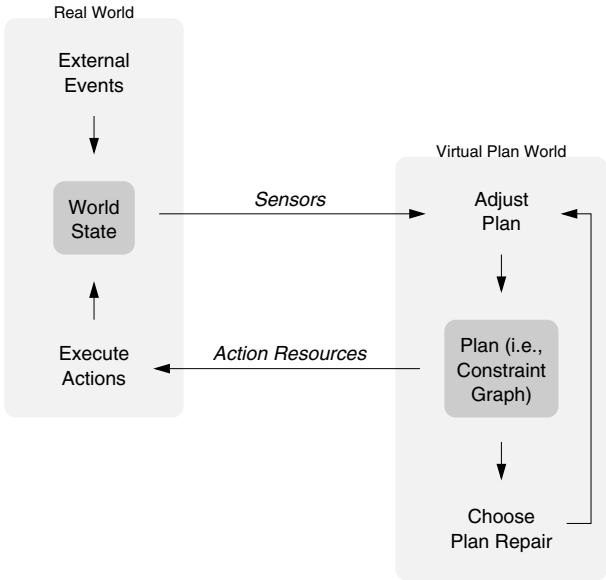 Real World
External
Events
World
State
Execute
Actions
Sensors
Action Resources
Virtual Plan World
Adjust
Plan
Plan (i.e.,
Constraint
Graph)
Choose
Plan Repair